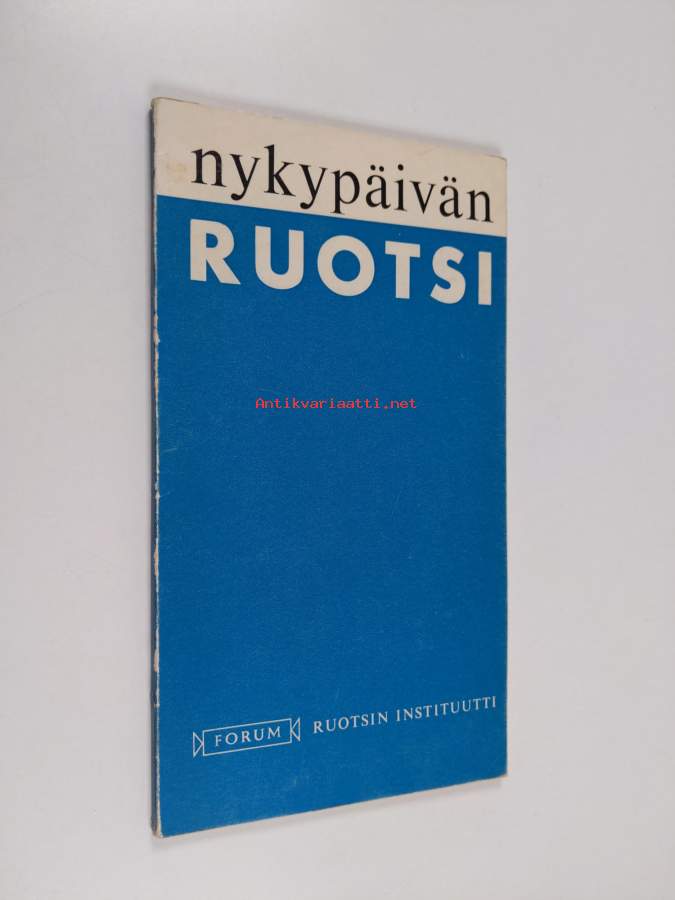 nykypäivän
RUOTSI
Antikvariaatti.net
FORUM RUOTSIN INSTITUUTTI